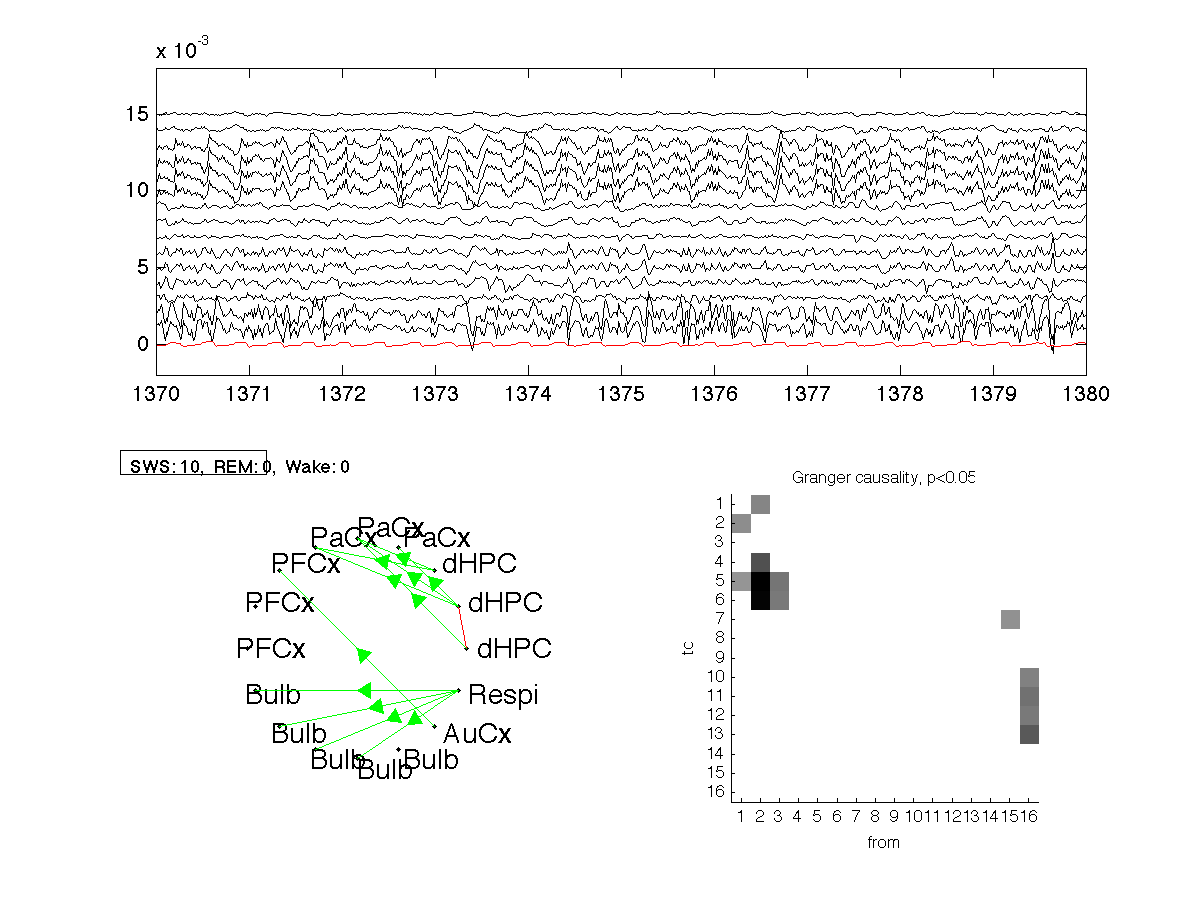 x 10-3
15
10
5
0
1370 1371 1372 1373 1374 1375 1376 1377 1378 1379 1380
SWS:10, REM:0, Wake:0
PaCx
PaCx PaCx
PFCx dHPC
PFCx dHPC
PFCx dHPC
Bulb Respi
Bulb AuCx
Bulb Bulb
Bulb
Granger causality, p<0.05
1
2
3
4
5
6
7
8
9
10
11
12
13
14
15
16
to
1 2 3 4 5 6 7 8 9 10 11 12 13 14 15 16
from